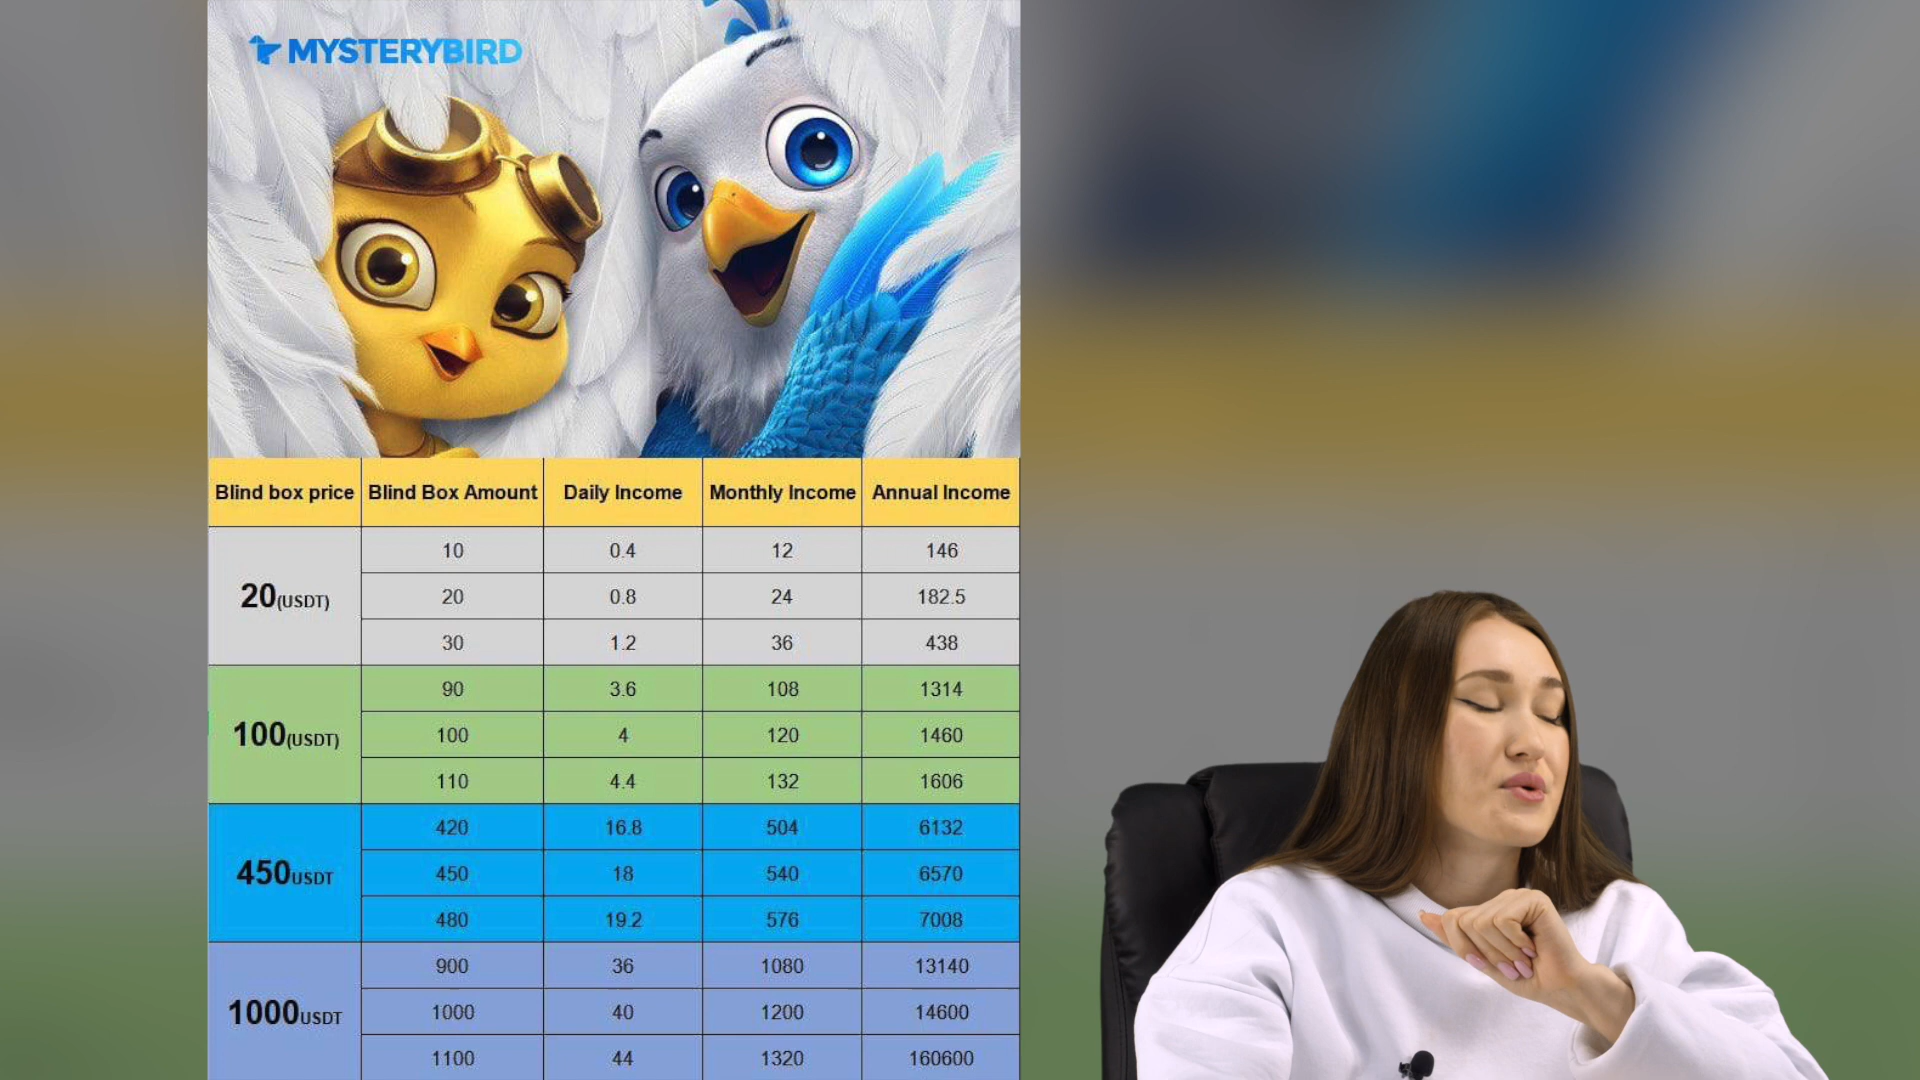 MYSTERYBIRD
Blind box price Blind Box Amount Daily Income Monthly Income Annual Income
20(USDT)
10 0.4 12 146
20 0.8 24 182.5
30 1.2 36 438
100(USDT)
90 3.6 108 1314
100 4 120 1460
110 4.4 132 1606
450USDT
420 16.8 504 6132
450 18 540 6570
480 19.2 576 7008
1000USDT
900 36 1080 13140
1000 40 1200 14600
1100 44 1320 160600